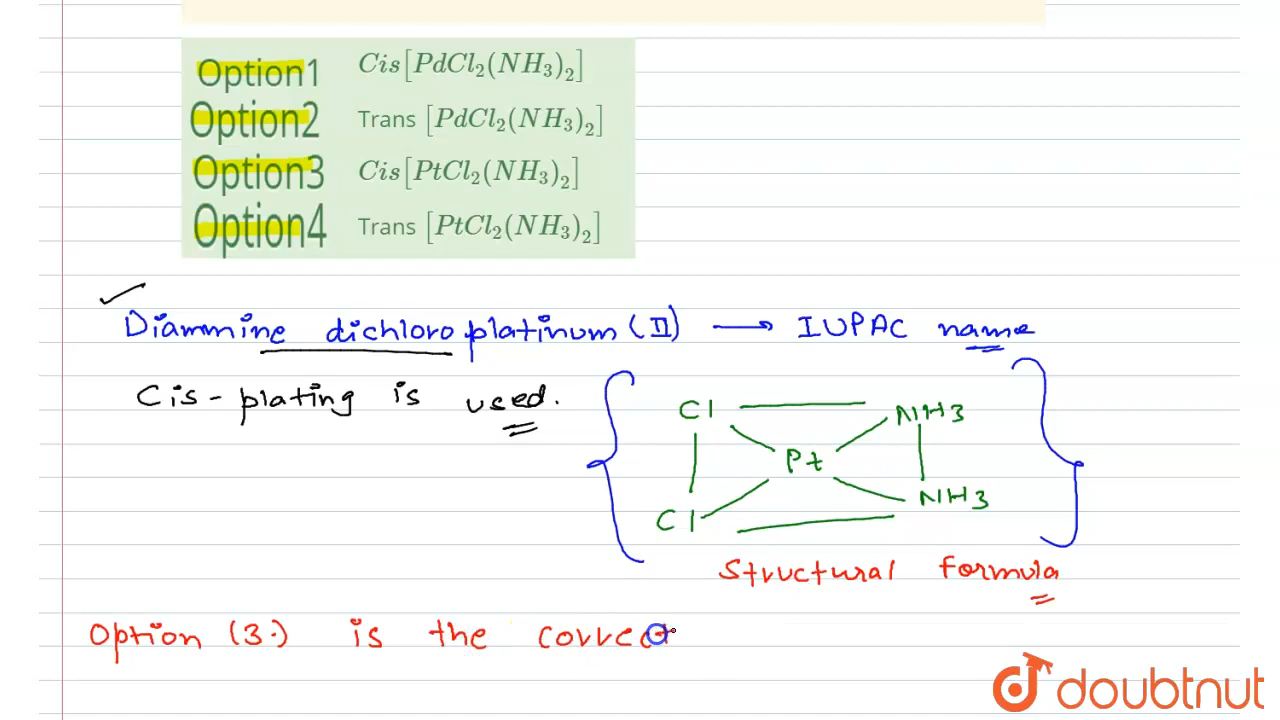 Option1 Cis[PdCl₂(NH₃)₂]
Option2 Trans [PdCl₂(NH₃)₂]
Option3 Cis[PtCl₂(NH₃)₂]
Option4 Trans [PtCl₂(NH₃)₂]
Diammine dichloro platinum (II) → IUPAC name
Cis-plating is used.
Cl NH3
Pt
Cl NH3
Structural formula
Option (3.) is the correct
doubtnut